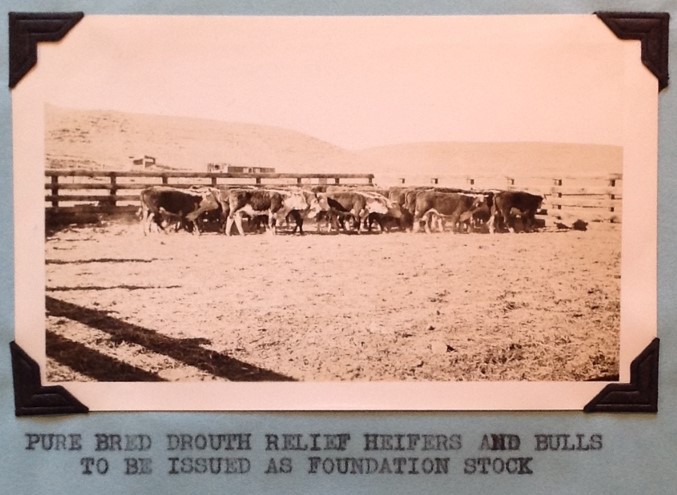 PURE BRED DROUTH RELIEF HEIFERS AND BULLS
TO BE ISSUED AS FOUNDATION STOCK